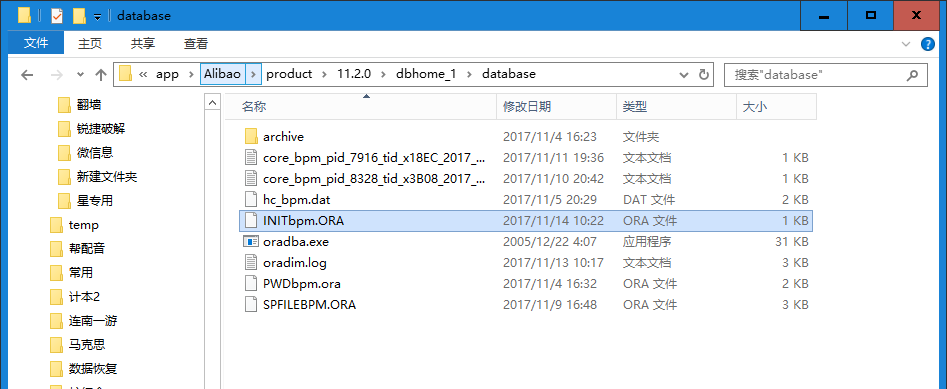 database
文件 主页 共享 查看
« app Alibao product 11.2.0 dbhome_1 database 搜索"database"
名称 修改日期 类型 大小
翻墙
锐捷破解
微信息
新建文件夹
星专用
temp
帮配音
常用
计本2
连南一游
马克思
数据恢复
archive 2017/11/4 16:23 文件夹
core_bpm_pid_7916_tid_x18EC_2017_... 2017/11/11 19:36 文本文档 1 KB
core_bpm_pid_8328_tid_x3B08_2017_... 2017/11/10 20:42 文本文档 1 KB
hc_bpm.dat 2017/11/5 20:29 DAT 文件 2 KB
INITbpm.ORA 2017/11/14 10:22 ORA 文件 1 KB
oradba.exe 2005/12/22 4:07 应用程序 31 KB
oradim.log 2017/11/13 10:17 文本文档 3 KB
PWDbpm.ora 2017/11/4 16:32 ORA 文件 2 KB
SPFILEBPM.ORA 2017/11/9 16:48 ORA 文件 3 KB